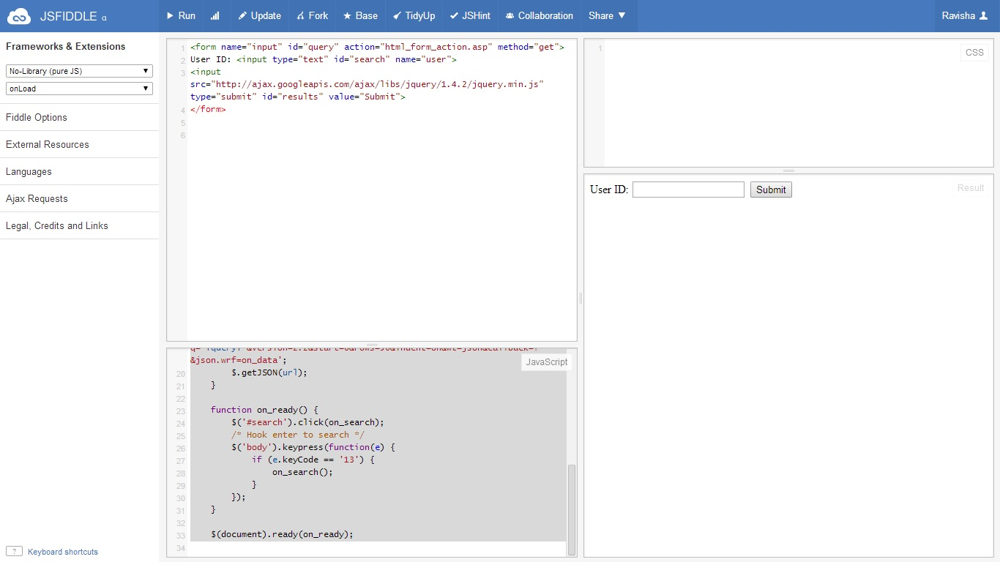 JSFIDDLE α
Run
Update
Fork
Base
TidyUp
JSHint
Collaboration
Share ▼
Ravisha
Frameworks & Extensions
No-Library (pure JS)
onLoad
Fiddle Options
External Resources
Languages
Ajax Requests
Legal, Credits and Links
? Keyboard shortcuts
1 <form name="input" id="query" action="html_form_action.asp" method="get">
2 User ID: <input type="text" id="search" name="user">
3 <input
src="http://ajax.googleapis.com/ajax/libs/jquery/1.4.2/jquery.min.js"
type="submit" id="results" value="Submit">
4 </form>
5
6
&json.wrf=on_data';
JavaScript
20 $.getJSON(url);
21 }
22
23 function on_ready() {
24 $('#search').click(on_search);
25 /* Hook enter to search */
26 $('body').keypress(function(e) {
27 if (e.keyCode == '13') {
28 on_search();
29 }
30 });
31 }
32
33 $(document).ready(on_ready);
34
1
CSS
User ID:
Submit
Result